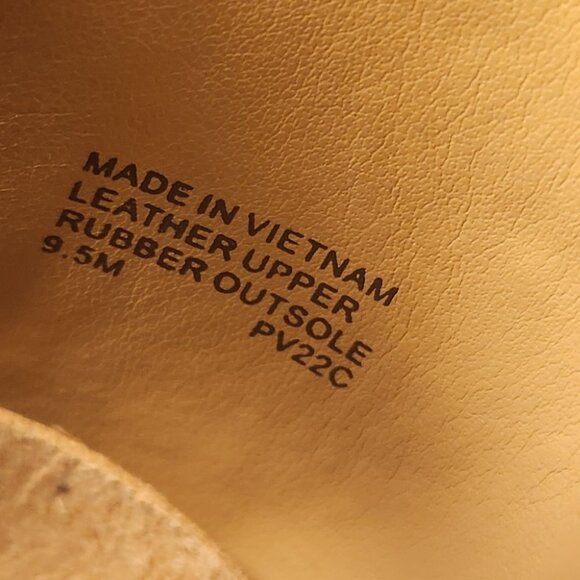 MADE IN VIETNAM
LEATHER UPPER
RUBBER OUTSOLE
9.5M PV22C